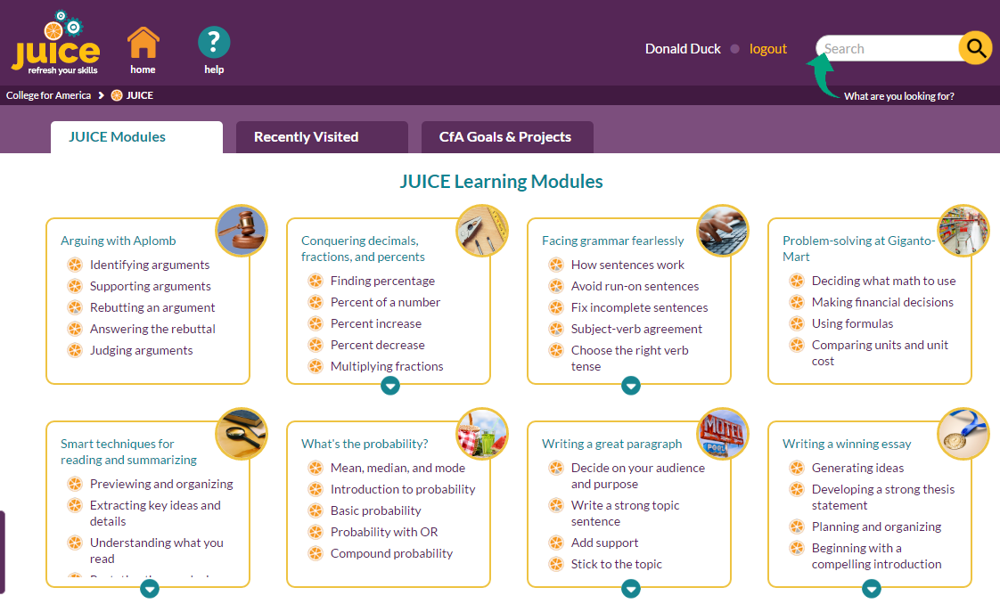 JUICE
refresh your skills
home
?
help
Donald Duck
logout
Search
College for America
JUICE
What are you looking for?
JUICE Modules
Recently Visited
CfA Goals & Projects
JUICE Learning Modules
Arguing with Aplomb
Identifying arguments
Supporting arguments
Rebutting an argument
Answering the rebuttal
Judging arguments
Conquering decimals,
fractions, and percents
Finding percentage
Percent of a number
Percent increase
Percent decrease
Multiplying fractions
Facing grammar fearlessly
How sentences work
Avoid run-on sentences
Fix incomplete sentences
Subject-verb agreement
Choose the right verb
tense
Problem-solving at Giganto-
Mart
Deciding what math to use
Making financial decisions
Using formulas
Comparing units and unit
cost
Smart techniques for
reading and summarizing
Previewing and organizing
Extracting key ideas and
details
Understanding what you
read
What's the probability?
Mean, median, and mode
Introduction to probability
Basic probability
Probability with OR
Compound probability
Writing a great paragraph
MOTEL
POOL
Decide on your audience
and purpose
Write a strong topic
sentence
Add support
Stick to the topic
Writing a winning essay
Generating ideas
Developing a strong thesis
statement
Planning and organizing
Beginning with a
compelling introduction